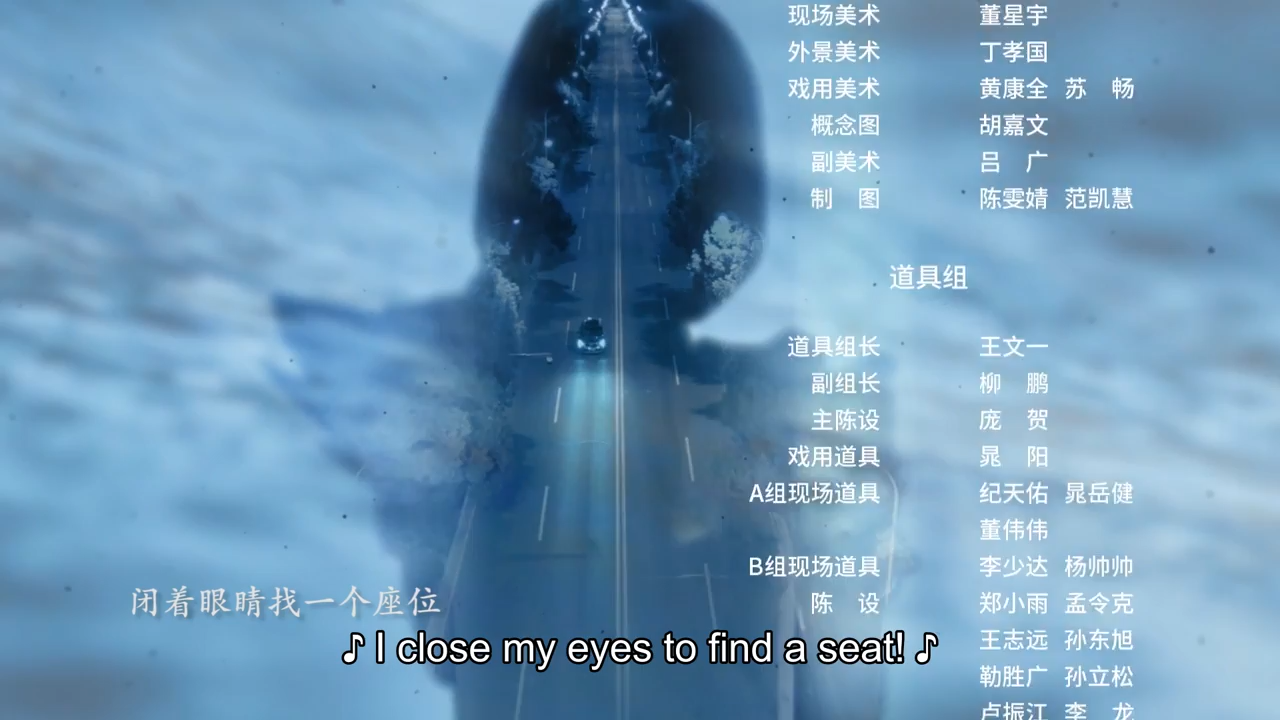 现场美术 董星宇
外景美术 丁孝国
戏用美术 黄康全 苏 畅
概念图 胡嘉文
副美术 吕 广
制 图 陈雯婧 范凯慧
道具组
道具组长 王文一
副组长 柳 鹏
主陈设 庞 贺
戏用道具 晁 阳
A组现场道具 纪天佑 晁岳健
董伟伟
B组现场道具 李少达 杨帅帅
陈 设 郑小雨 孟令克
王志远 孙东旭
勒胜广 孙立松
卢振江 李 龙
闭着眼睛找一个座位
♪ I close my eyes to find a seat! ♪